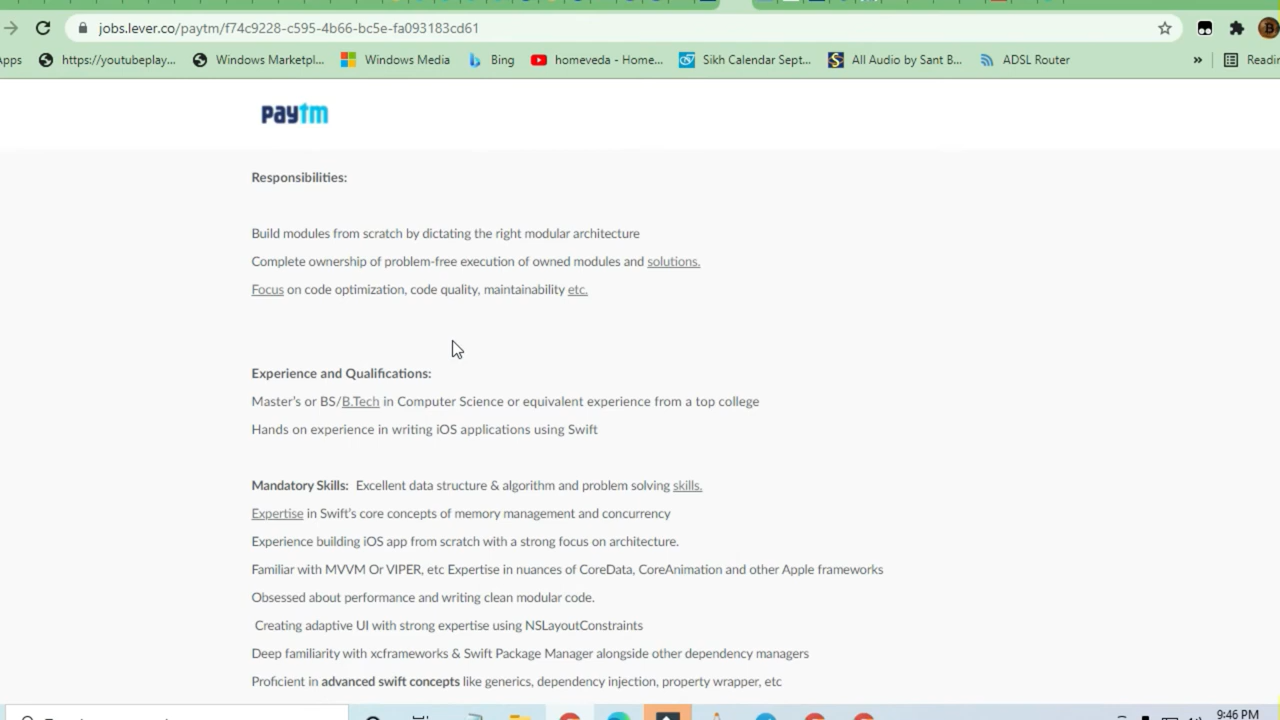 jobs.lever.co/paytm/f74c9228-c595-4b66-bc5e-fa093183cd61
Apps https://youtubeplay... Windows Marketpl... Windows Media Bing homeveda - Home... Sikh Calendar Sept... All Audio by Sant B... ADSL Router »
paytm
Responsibilities:
Build modules from scratch by dictating the right modular architecture
Complete ownership of problem-free execution of owned modules and solutions.
Focus on code optimization, code quality, maintainability etc.
Experience and Qualifications:
Master's or BS/B.Tech in Computer Science or equivalent experience from a top college
Hands on experience in writing iOS applications using Swift
Mandatory Skills: Excellent data structure & algorithm and problem solving skills.
Expertise in Swift's core concepts of memory management and concurrency
Experience building iOS app from scratch with a strong focus on architecture.
Familiar with MVVM Or VIPER, etc Expertise in nuances of CoreData, CoreAnimation and other Apple frameworks
Obsessed about performance and writing clean modular code.
Creating adaptive UI with strong expertise using NSLayoutConstraints
Deep familiarity with xcframeworks & Swift Package Manager alongside other dependency managers
Proficient in advanced swift concepts like generics, dependency injection, property wrapper, etc
9:46 PM